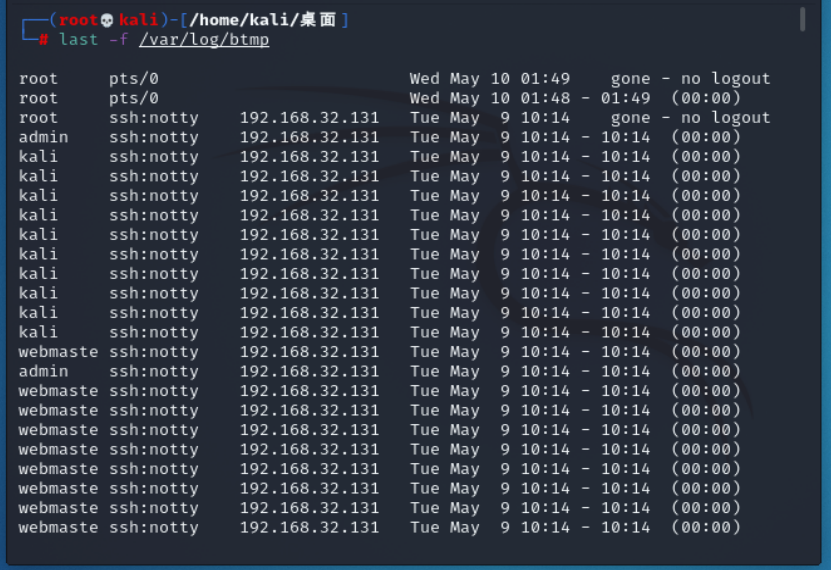 ┌──(root💀kali)-[/home/kali/桌面]
└─# last -f /var/log/btmp
root     pts/0                         Wed May 10 01:49    gone - no logout
root     pts/0                         Wed May 10 01:48 - 01:49  (00:00)
root     ssh:notty    192.168.32.131   Tue May  9 10:14    gone - no logout
admin    ssh:notty    192.168.32.131   Tue May  9 10:14 - 10:14  (00:00)
kali     ssh:notty    192.168.32.131   Tue May  9 10:14 - 10:14  (00:00)
kali     ssh:notty    192.168.32.131   Tue May  9 10:14 - 10:14  (00:00)
kali     ssh:notty    192.168.32.131   Tue May  9 10:14 - 10:14  (00:00)
kali     ssh:notty    192.168.32.131   Tue May  9 10:14 - 10:14  (00:00)
kali     ssh:notty    192.168.32.131   Tue May  9 10:14 - 10:14  (00:00)
kali     ssh:notty    192.168.32.131   Tue May  9 10:14 - 10:14  (00:00)
kali     ssh:notty    192.168.32.131   Tue May  9 10:14 - 10:14  (00:00)
kali     ssh:notty    192.168.32.131   Tue May  9 10:14 - 10:14  (00:00)
kali     ssh:notty    192.168.32.131   Tue May  9 10:14 - 10:14  (00:00)
kali     ssh:notty    192.168.32.131   Tue May  9 10:14 - 10:14  (00:00)
webmaste ssh:notty    192.168.32.131   Tue May  9 10:14 - 10:14  (00:00)
admin    ssh:notty    192.168.32.131   Tue May  9 10:14 - 10:14  (00:00)
webmaste ssh:notty    192.168.32.131   Tue May  9 10:14 - 10:14  (00:00)
webmaste ssh:notty    192.168.32.131   Tue May  9 10:14 - 10:14  (00:00)
webmaste ssh:notty    192.168.32.131   Tue May  9 10:14 - 10:14  (00:00)
webmaste ssh:notty    192.168.32.131   Tue May  9 10:14 - 10:14  (00:00)
webmaste ssh:notty    192.168.32.131   Tue May  9 10:14 - 10:14  (00:00)
webmaste ssh:notty    192.168.32.131   Tue May  9 10:14 - 10:14  (00:00)
webmaste ssh:notty    192.168.32.131   Tue May  9 10:14 - 10:14  (00:00)
webmaste ssh:notty    192.168.32.131   Tue May  9 10:14 - 10:14  (00:00)